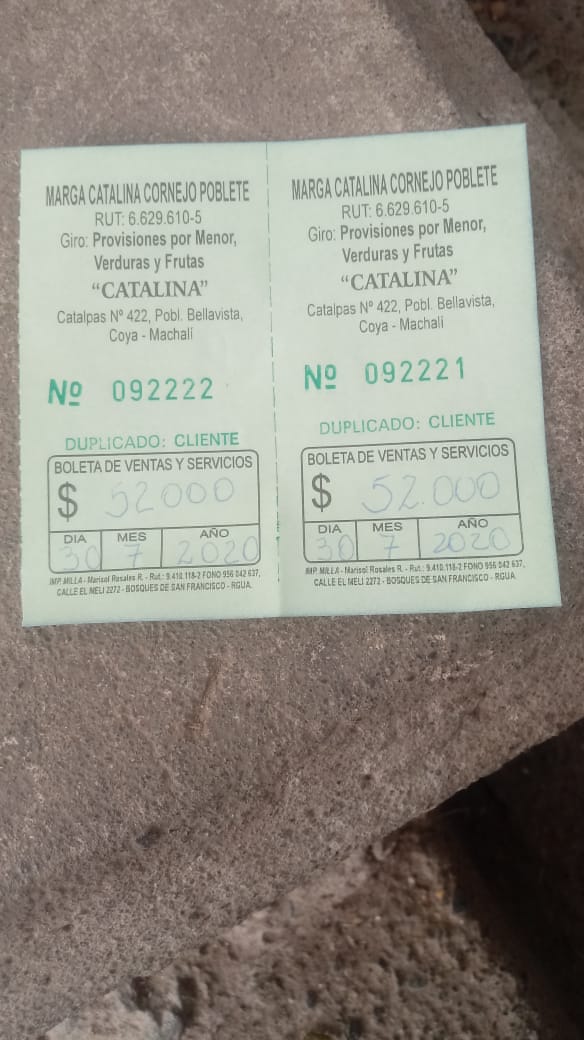 MARGA CATALINA CORNEJO POBLETE
RUT: 6.629.610-5
Giro: Provisiones por Menor,
Verduras y Frutas
"CATALINA"
Catalpas Nº 422, Pobl. Bellavista,
Coya - Machalí
Nº 092222
DUPLICADO: CLIENTE
BOLETA DE VENTAS Y SERVICIOS
$ 52000
DIA MES AÑO
30 7 2020
IMP. MILLA - Marisol Rosales R. - Rut.: 9.410.118-2 FONO 956 042 637,
CALLE EL MELI 2272 - BOSQUES DE SAN FRANCISCO - RGUA.
MARGA CATALINA CORNEJO POBLETE
RUT: 6.629.610-5
Giro: Provisiones por Menor,
Verduras y Frutas
"CATALINA"
Catalpas Nº 422, Pobl. Bellavista,
Coya - Machalí
Nº 092221
DUPLICADO: CLIENTE
BOLETA DE VENTAS Y SERVICIOS
$ 52.000
DIA MES AÑO
30 7 2020
IMP. MILLA - Marisol Rosales R. - Rut.: 9.410.118-2 FONO 956 042 637,
CALLE EL MELI 2272 - BOSQUES DE SAN FRANCISCO - RGUA.